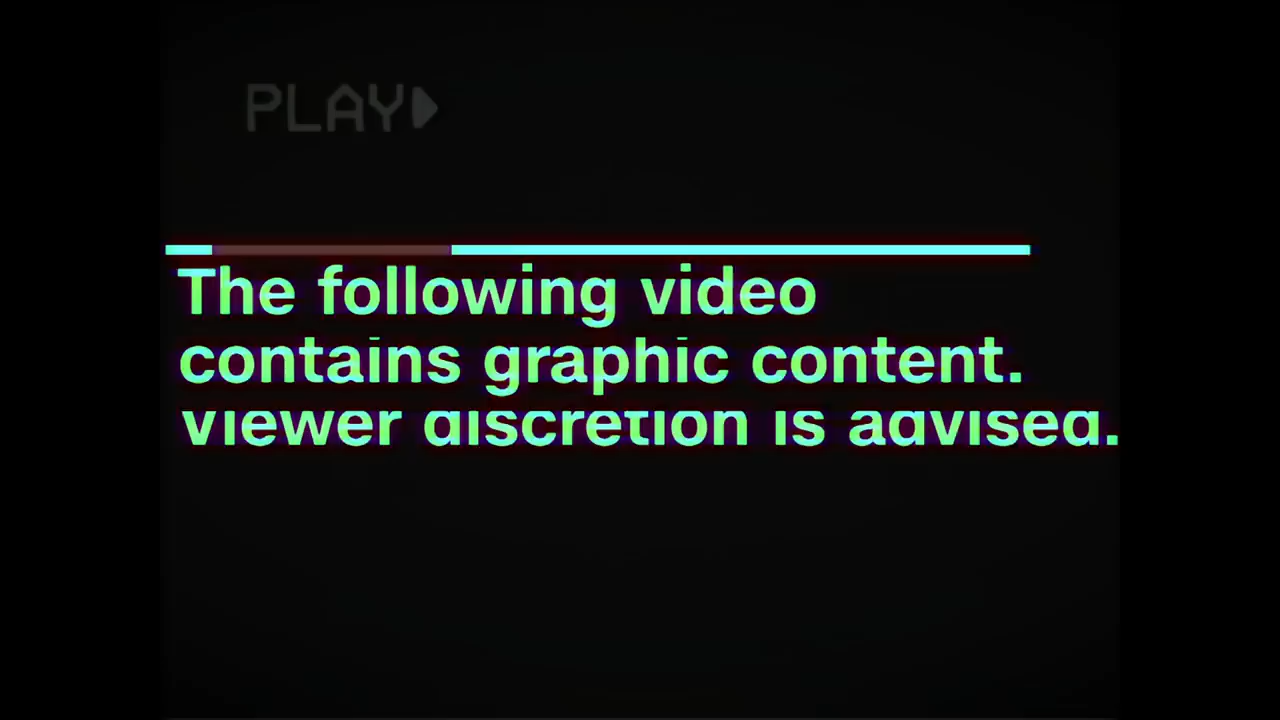 PLAY
The following video
contains graphic content.
viewer discretion is advised.